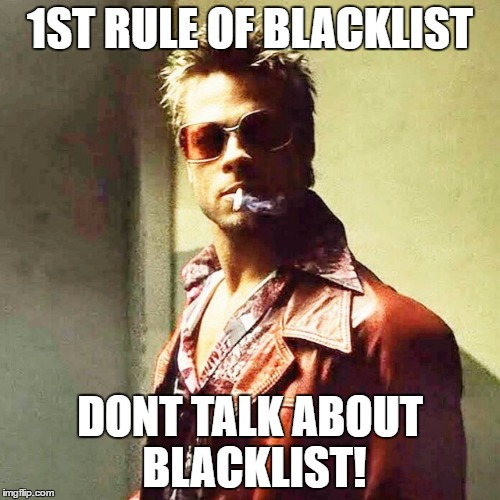 1ST RULE OF BLACKLIST
DONT TALK ABOUT
BLACKLIST!
imgflip.com